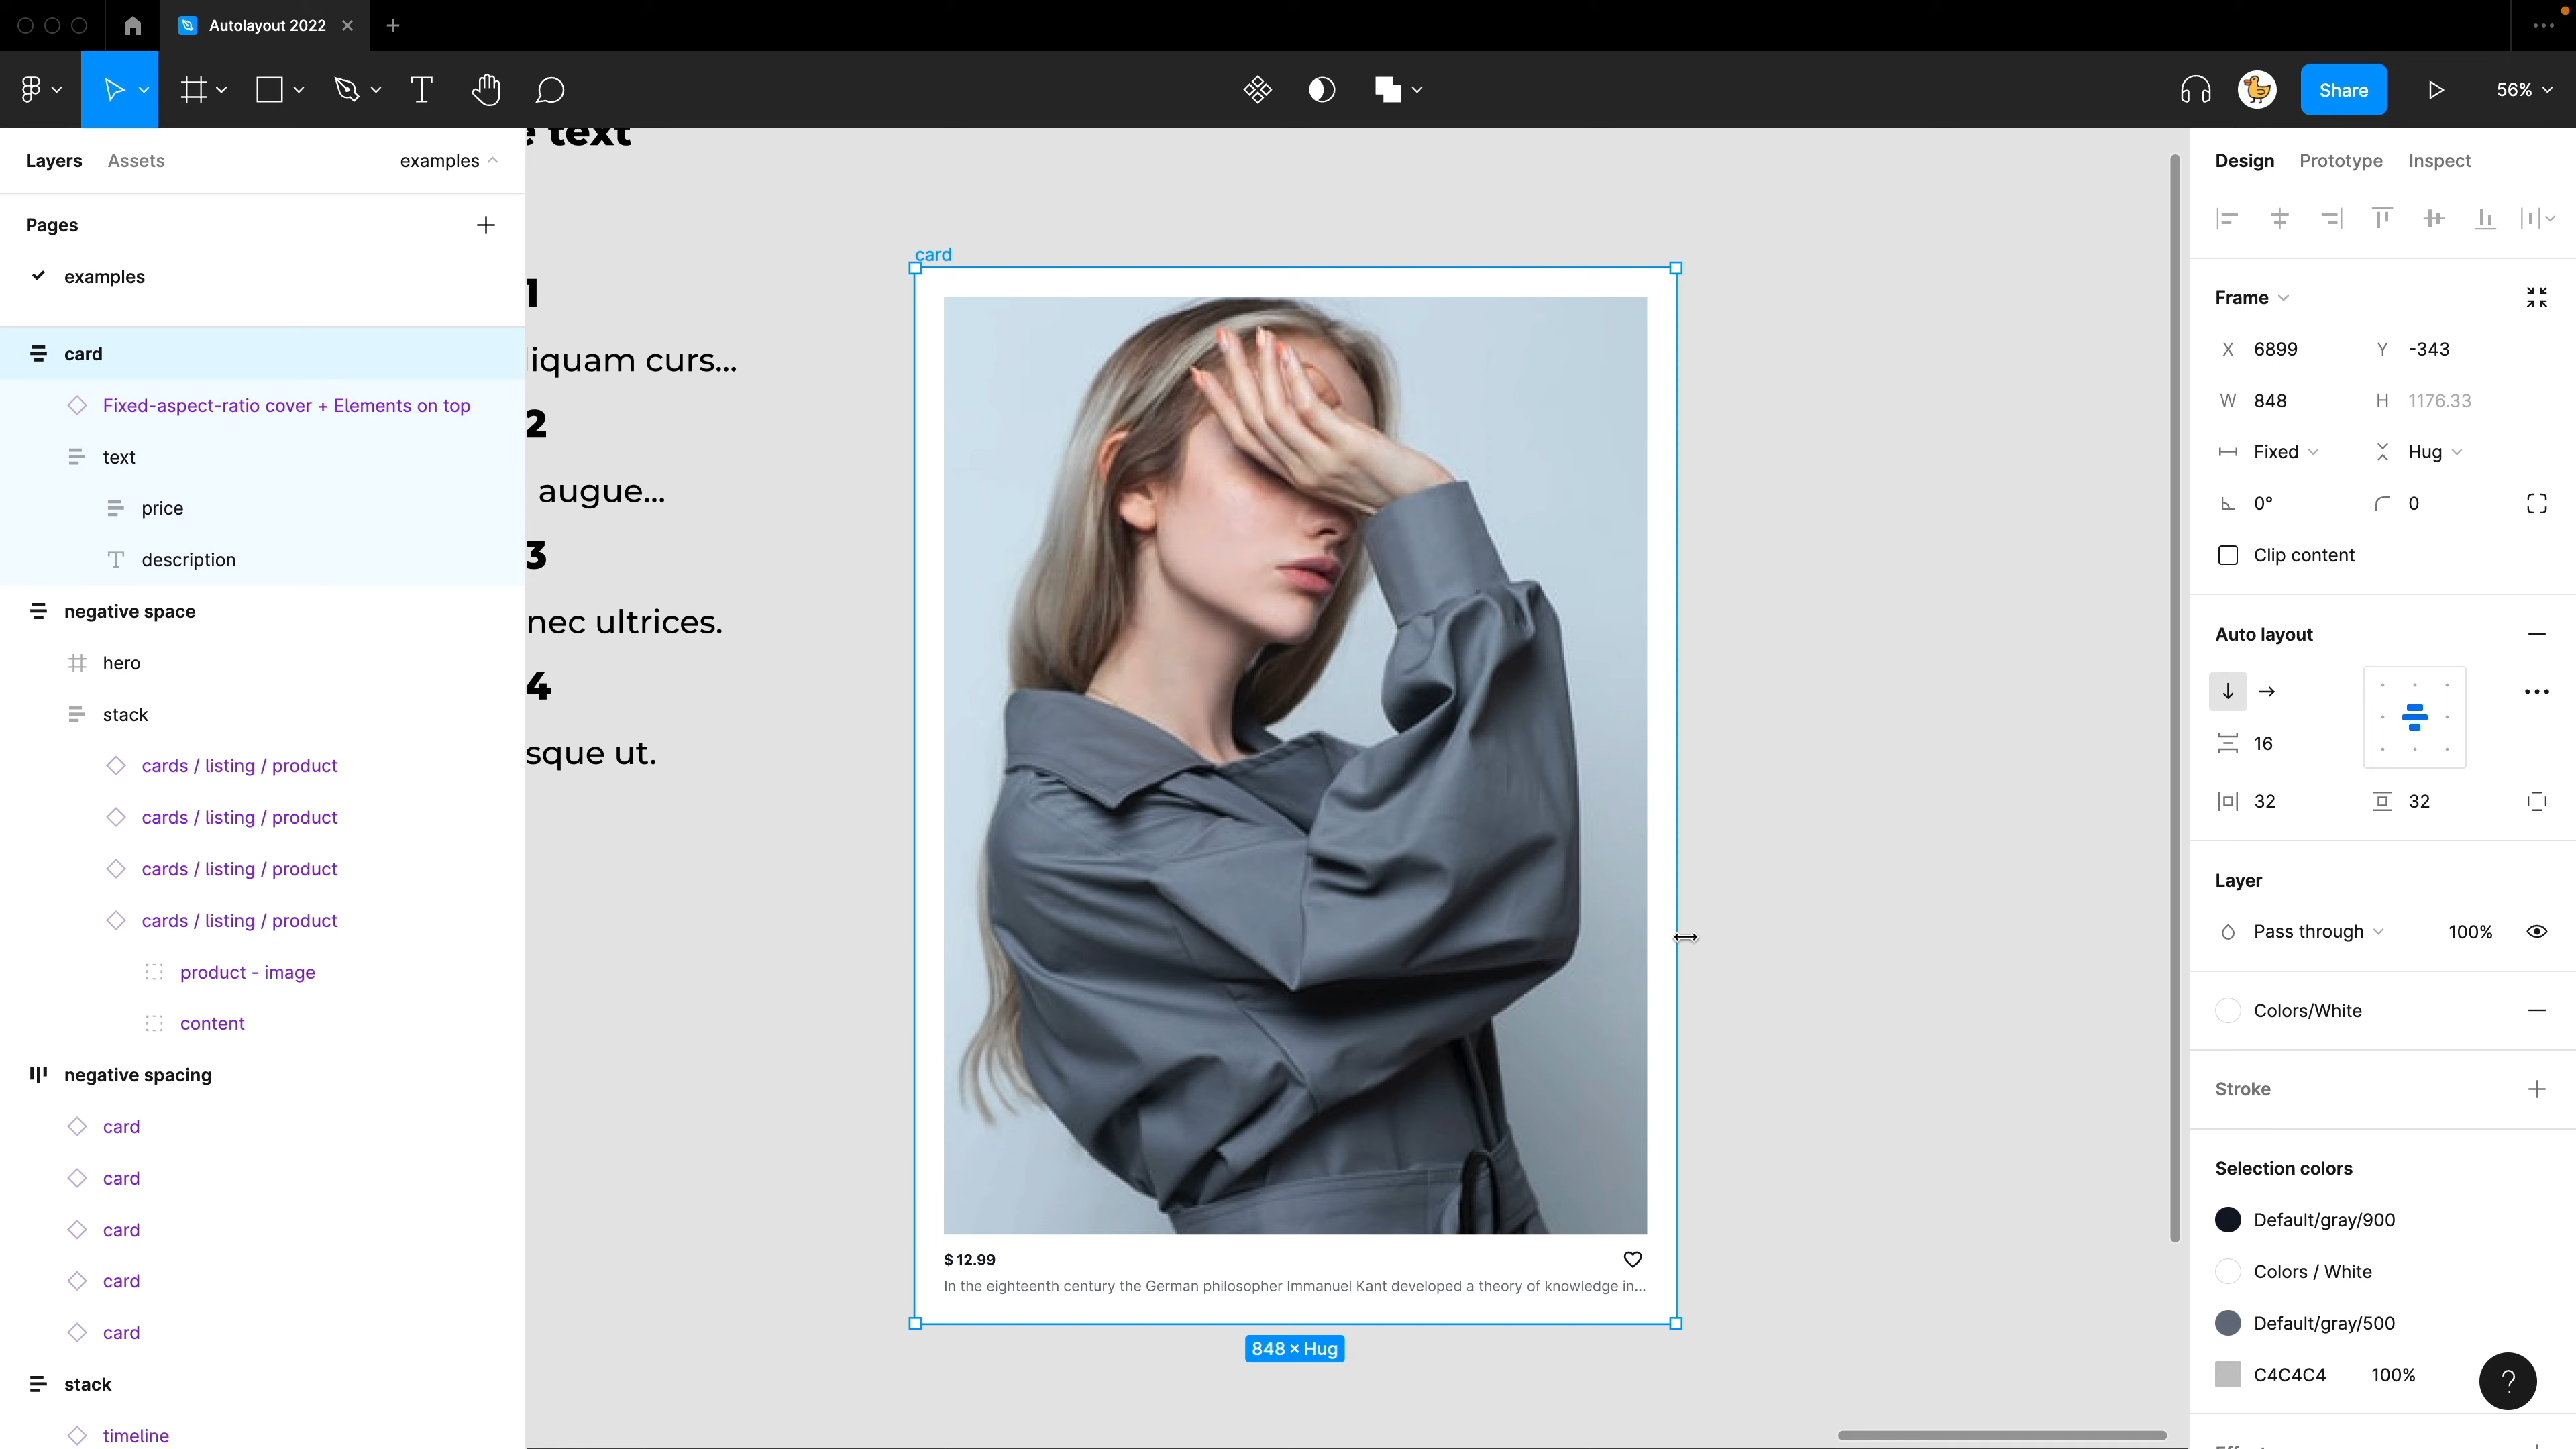 Autolayout 2022
Share
56%
Layers
Assets
examples
Pages
examples
card
Fixed-aspect-ratio cover + Elements on top
text
price
description
negative space
hero
stack
cards / listing / product
cards / listing / product
cards / listing / product
cards / listing / product
product - image
content
negative spacing
card
card
card
card
card
stack
timeline
e text
1
liquam curs...
2
augue...
3
nec ultrices.
4
sque ut.
card
$ 12.99
In the eighteenth century the German philosopher Immanuel Kant developed a theory of knowledge in...
848 × Hug
Design
Prototype
Inspect
Frame
X 6899
Y -343
W 848
H 1176.33
Fixed
Hug
0°
0
Clip content
Auto layout
16
32
32
Layer
Pass through
100%
Colors/White
Stroke
Selection colors
Default/gray/900
Colors / White
Default/gray/500
C4C4C4
100%
?